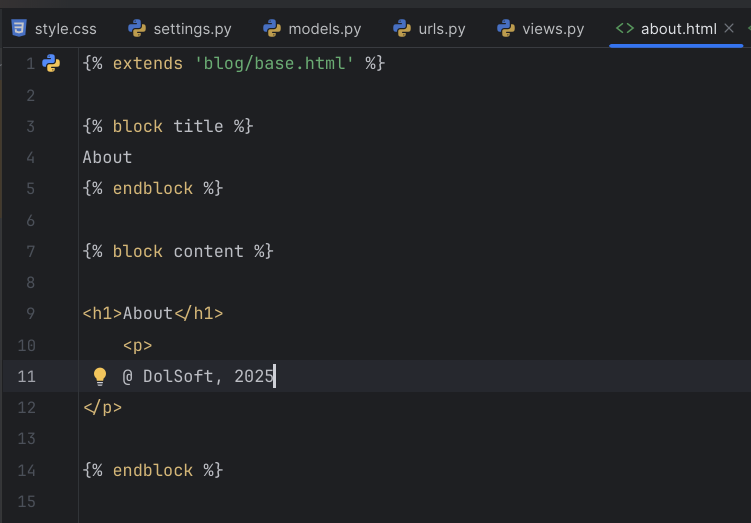 style.css settings.py models.py urls.py views.py about.html
1 {% extends 'blog/base.html' %}
2
3 {% block title %}
4 About
5 {% endblock %}
6
7 {% block content %}
8
9 <h1>About</h1>
10 <p>
11 @ DolSoft, 2025
12 </p>
13
14 {% endblock %}
15